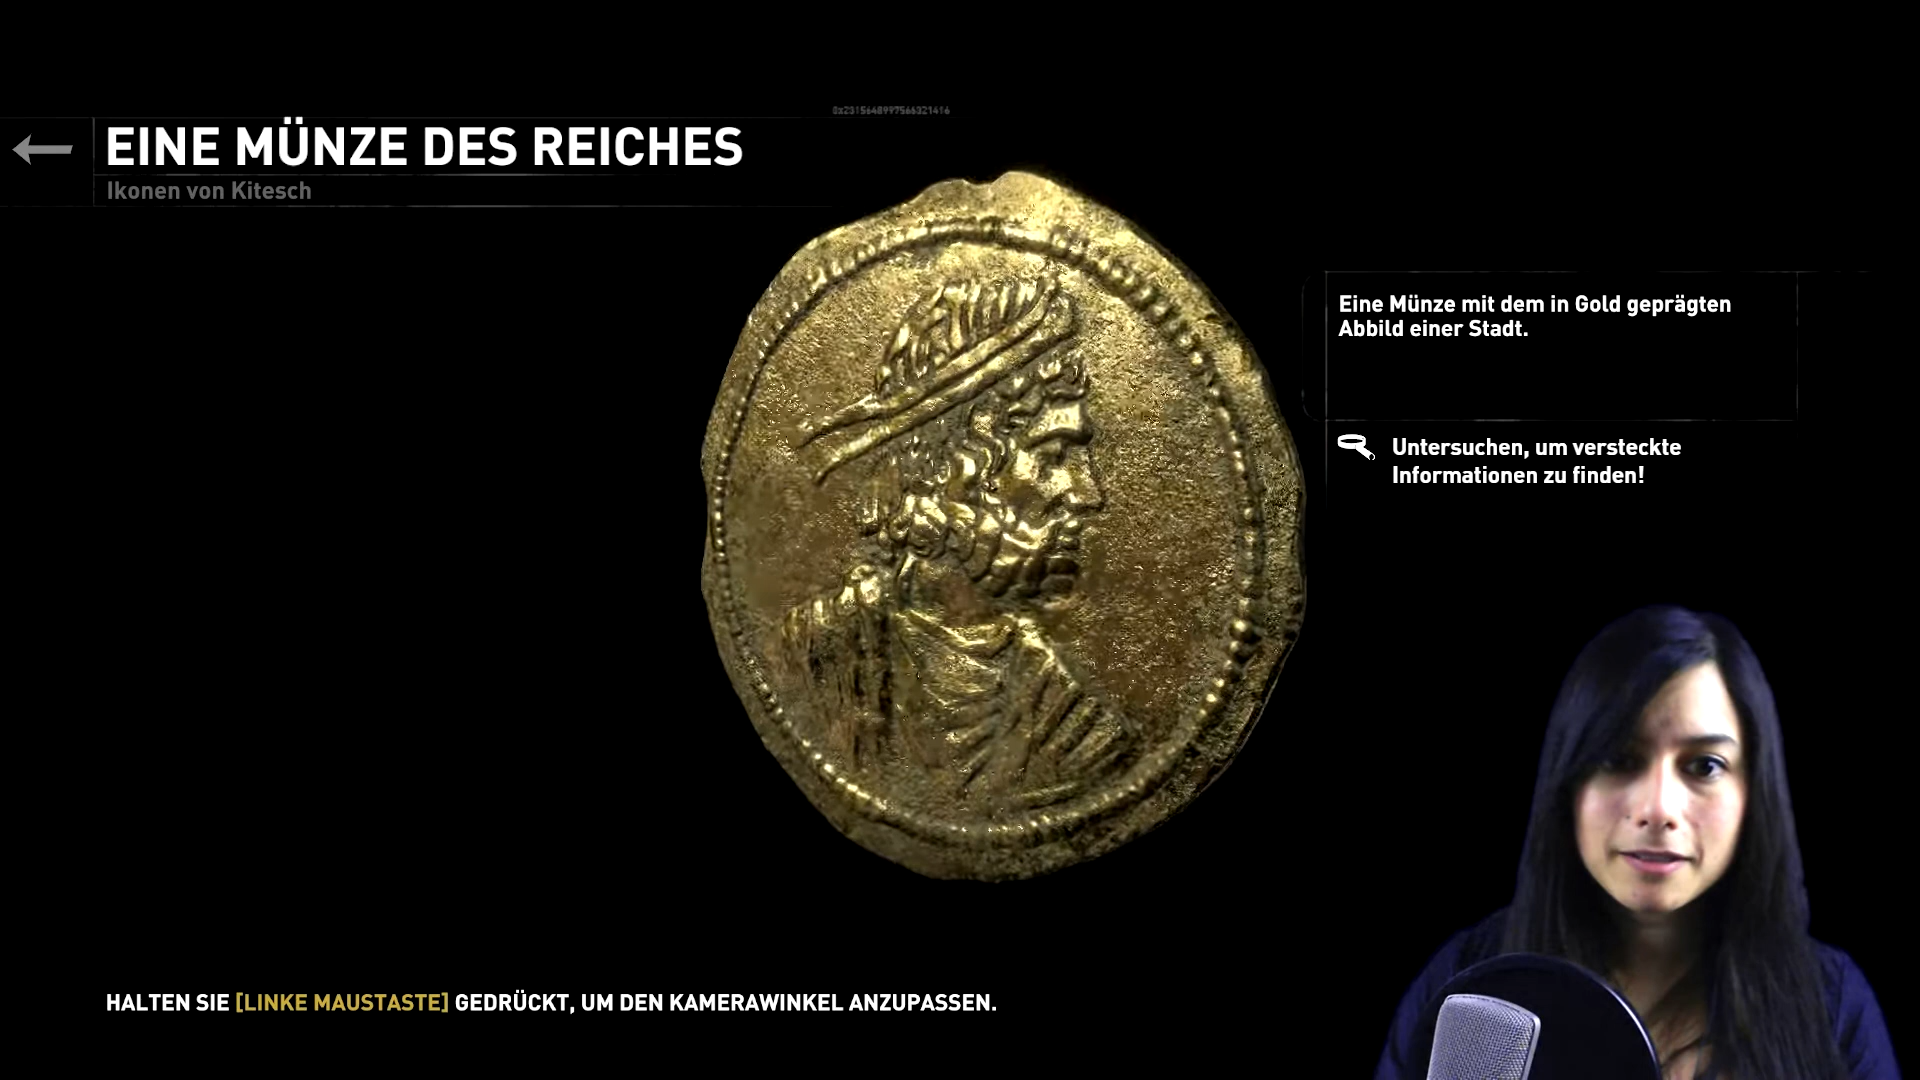 0x2315648997566321416
EINE MÜNZE DES REICHES
Ikonen von Kitesch
Eine Münze mit dem in Gold geprägten
Abbild einer Stadt.
Untersuchen, um versteckte
Informationen zu finden!
HALTEN SIE [LINKE MAUSTASTE] GEDRÜCKT, UM DEN KAMERAWINKEL ANZUPASSEN.